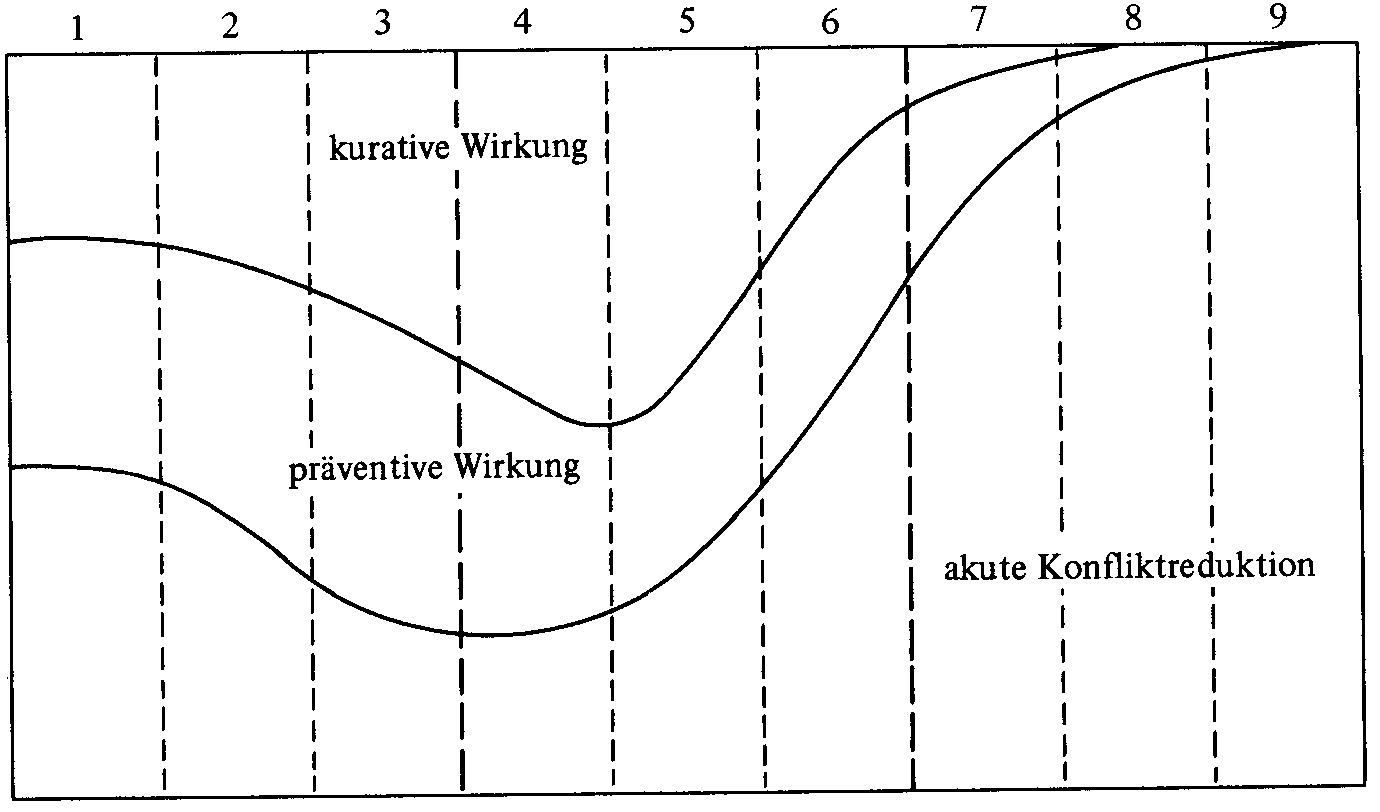 1 2 3 4 5 6 7 8 9
kurative Wirkung
präventive Wirkung
akute Konfliktreduktion